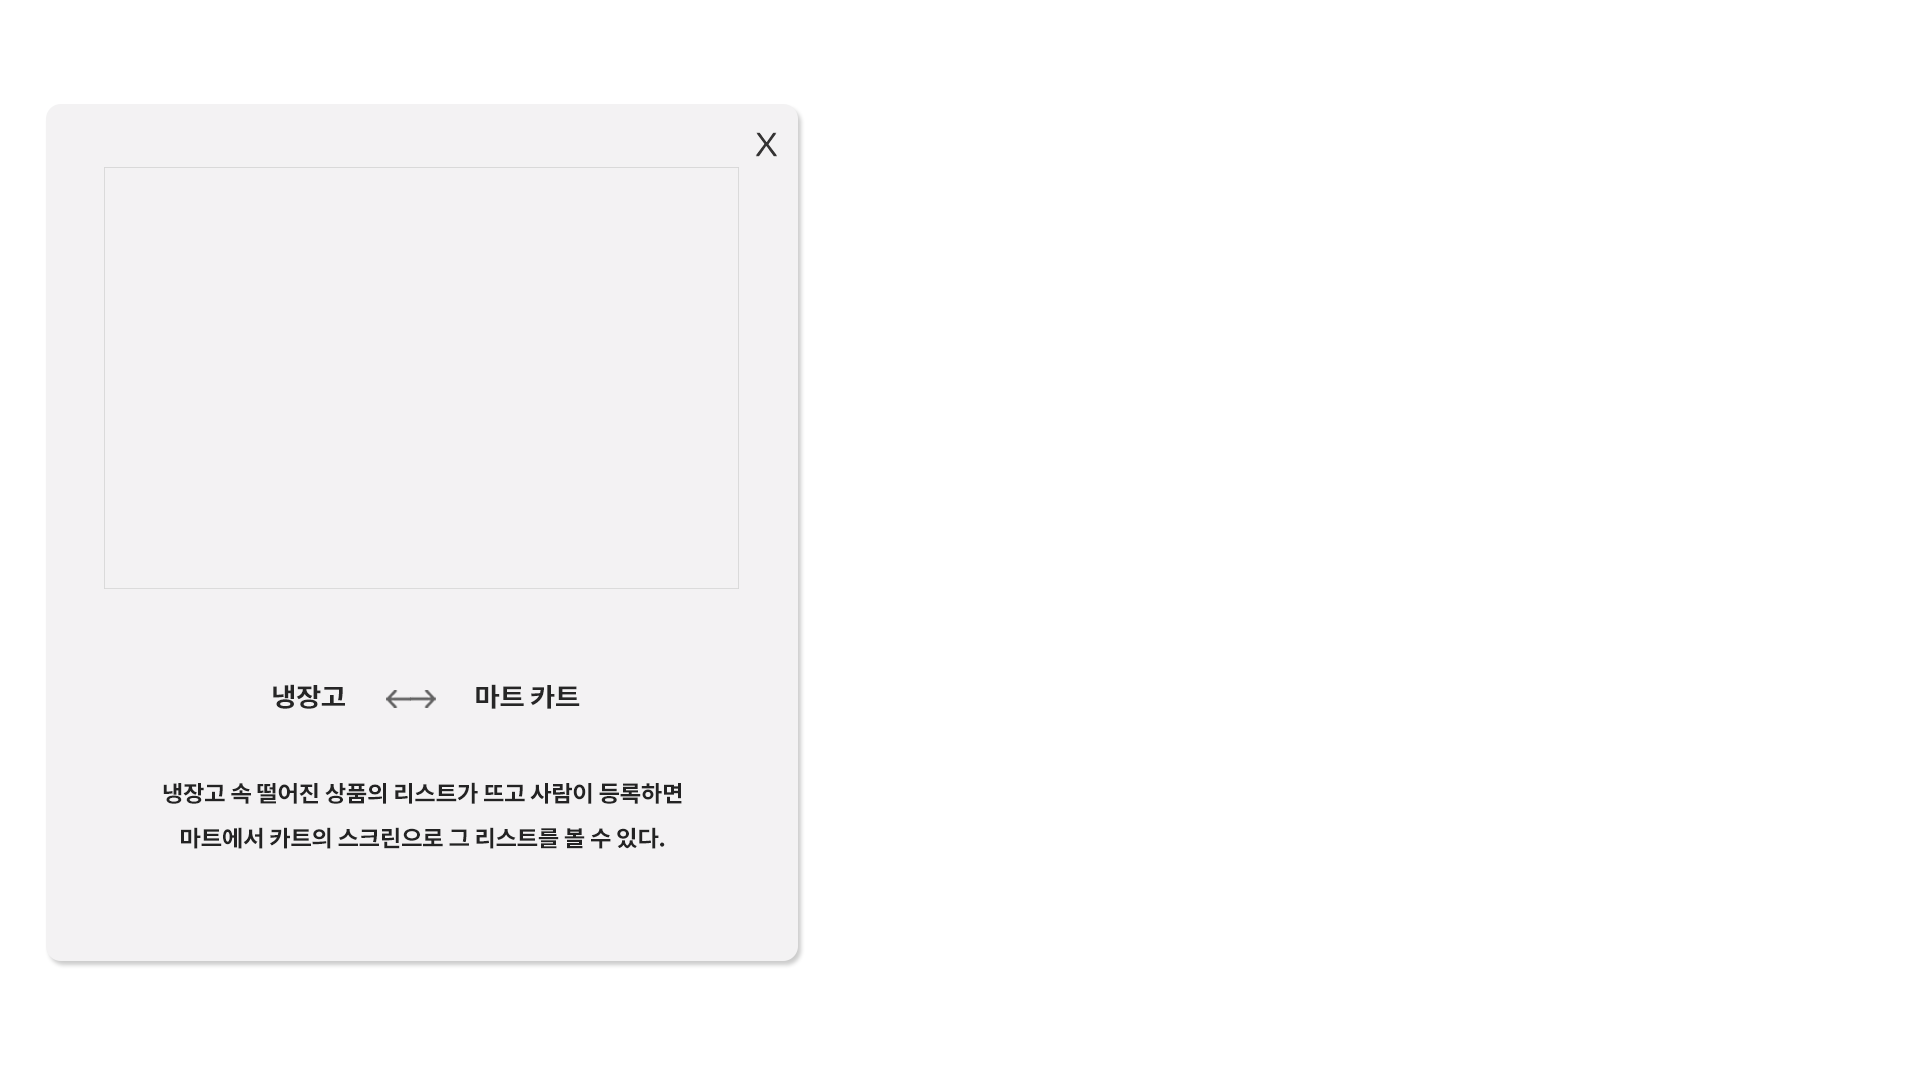 X
냉장고 ↔ 마트 카트
냉장고 속 떨어진 상품의 리스트가 뜨고 사람이 등록하면
마트에서 카트의 스크린으로 그 리스트를 볼 수 있다.